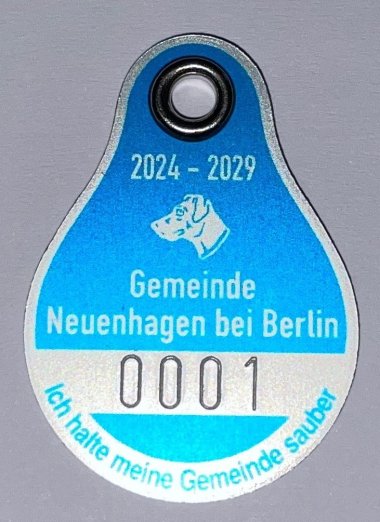 2024 - 2029
Gemeinde
Neuenhagen bei Berlin
0001
Ich halte meine Gemeinde sauber